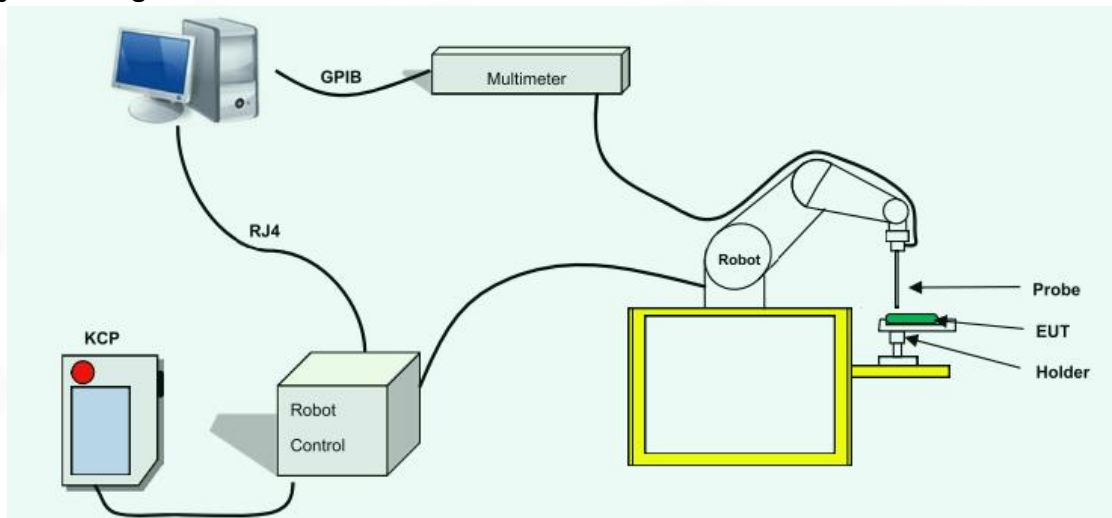 GPIB
Multimeter
RJ4
Robot
Probe
EUT
Holder
KCP
Robot
Control